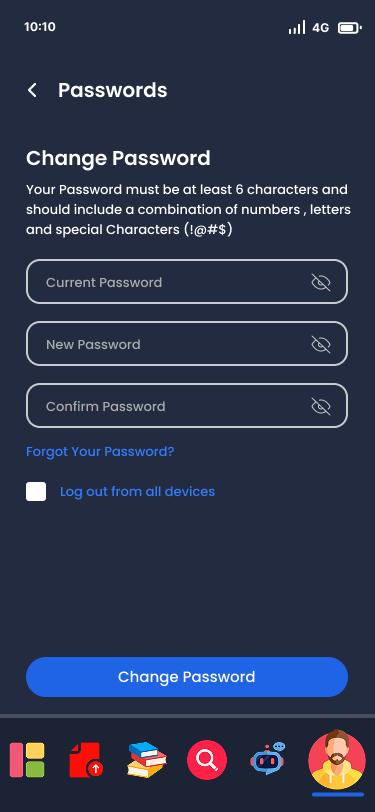 10:10
4G
Passwords
Change Password
Your Password must be at least 6 characters and
should include a combination of numbers , letters
and special Characters (!@#$)
Current Password
New Password
Confirm Password
Forgot Your Password?
Log out from all devices
Change Password